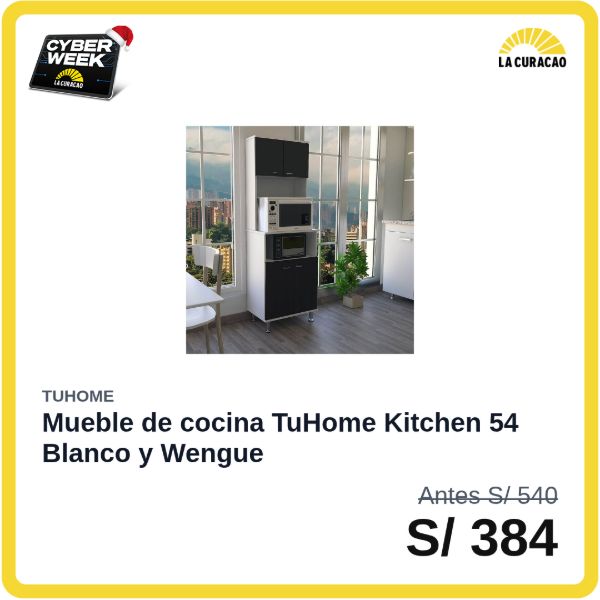 CYBER
WEEK
LA CURACAO
LA CURACAO
TUHOME
Mueble de cocina TuHome Kitchen 54
Blanco y Wengue
Antes S/ 540
S/ 384